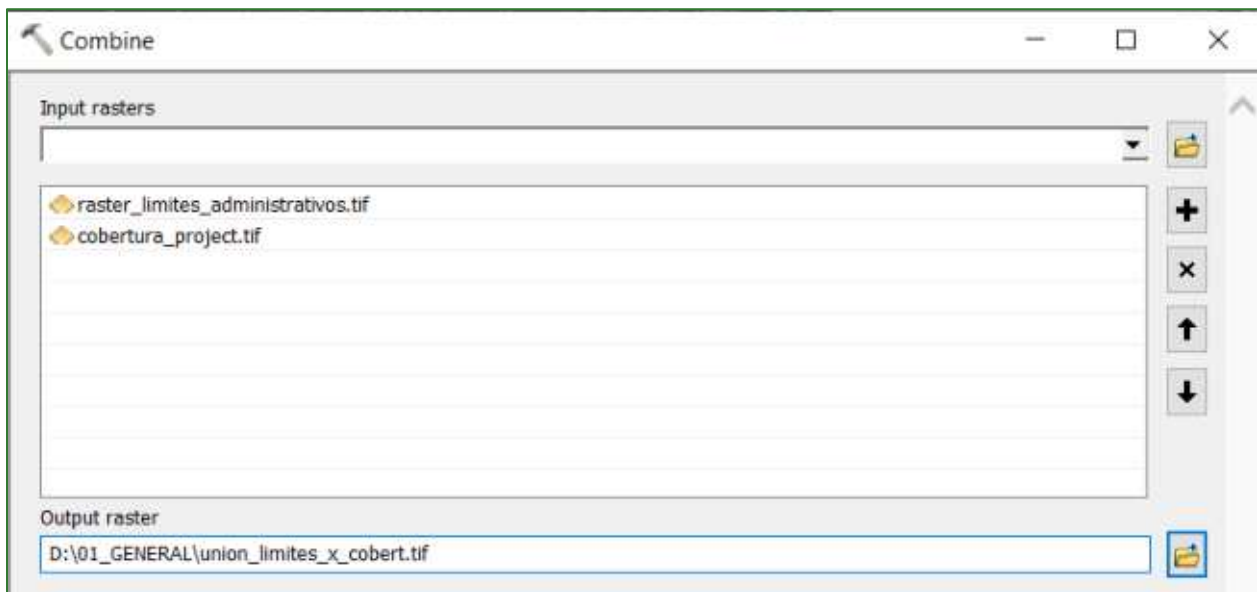 Combine
Input rasters
raster_limites_administrativos.tif
cobertura_project.tif
Output raster
D:\01_GENERAL\union_limites_x_cobert.tif